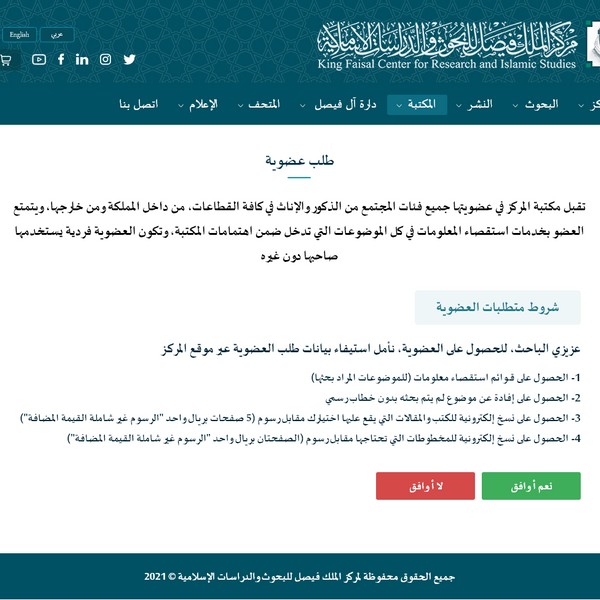 عربي
English
مركز الملك فيصل للبحوث والدراسات الإسلامية
King Faisal Center for Research and Islamic Studies
كز
البحوث
النشر
المكتبة
دارة آل فيصل
المتحف
الإعلام
اتصل بنا
طلب عضوية
تقبل مكتبة المركز في عضويتها جميع فئات المجتمع من الذكور والإناث في كافة القطاعات، من داخل المملكة ومن خارجها، ويتمتع
العضو بخدمات استقصاء المعلومات في كل الموضوعات التي تدخل ضمن اهتمامات المكتبة، وتكون العضوية فردية يستخدمها
صاحبها دون غيره
شروط متطلبات العضوية
عزيزي الباحث، للحصول على العضوية، نأمل استيفاء بيانات طلب العضوية عبر موقع المركز
1- الحصول على قوائم استقصاء معلومات (للموضوعات المراد بحثها)
2- الحصول على إفادة عن موضوع لم يتم بحثه بدون خطاب رسمي
3- الحصول على نسخ إلكترونية للكتب والمقالات التي يقع عليها اختيارك مقابل رسوم (5 صفحات بريال واحد "الرسوم غير شاملة القيمة المضافة")
4- الحصول على نسخ إلكترونية للمخطوطات التي تحتاجها مقابل رسوم (الصفحتان بريال واحد "الرسوم غير شاملة القيمة المضافة")
نعم أوافق
لا أوافق
جميع الحقوق محفوظة لمركز الملك فيصل للبحوث والدراسات الإسلامية © 2021